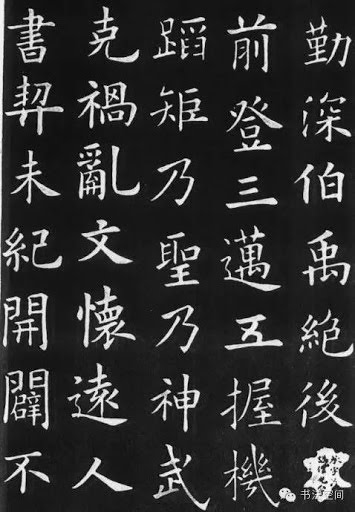 勤深伯禹絶後
前登三邁五握機
蹈矩乃聖乃神武
克禍亂文懷遠人
書契未紀開闢不
书法空间